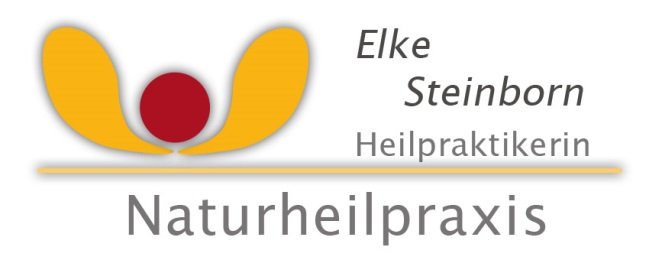 Elke
Steinborn
Heilpraktikerin
Naturheilpraxis